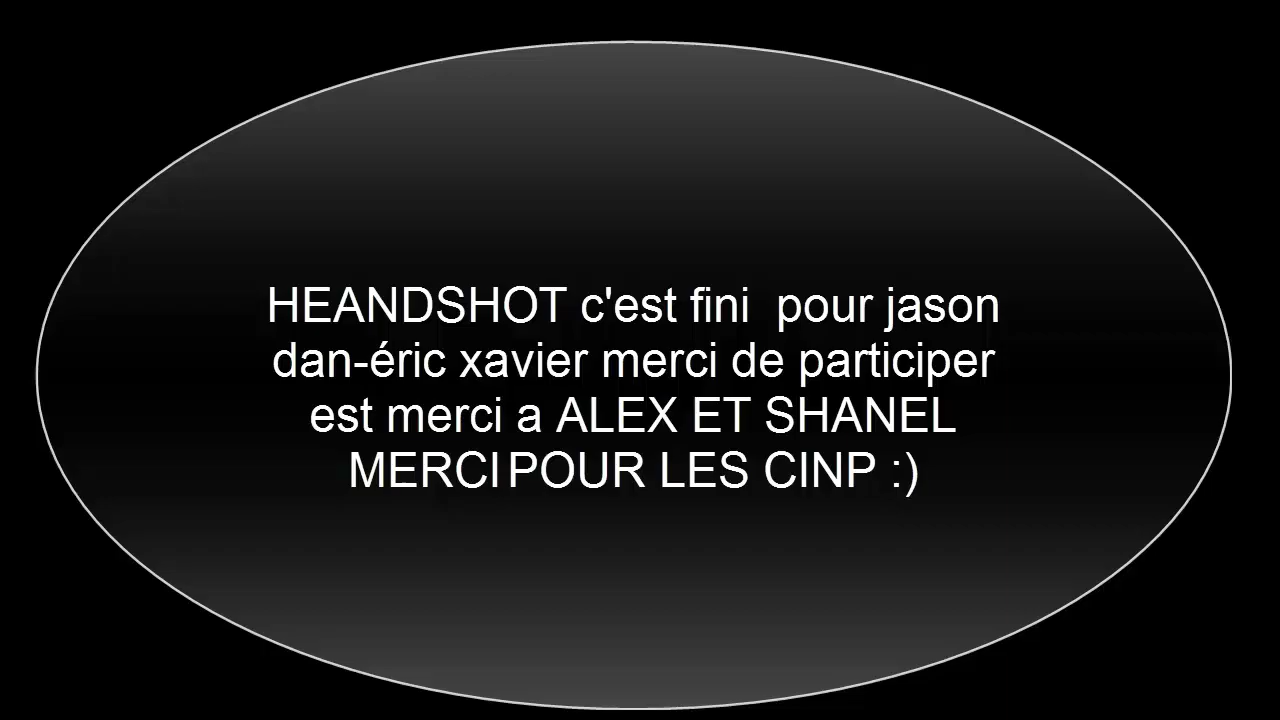 HEANDSHOT c'est fini  pour jason
dan-éric xavier merci de participer
est merci a ALEX ET SHANEL
MERCI POUR LES CINP :)